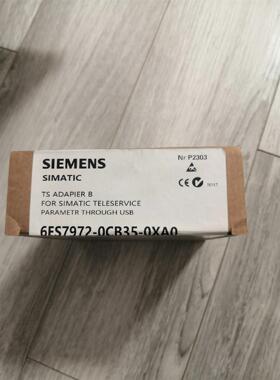 SIEMENS
Nr P2303
SIMATIC
TS ADAPIER B
FOR SIMATIC TELESERVICE
PARAMETR THROUGH USB
6ES7972-0CB35-0XA0